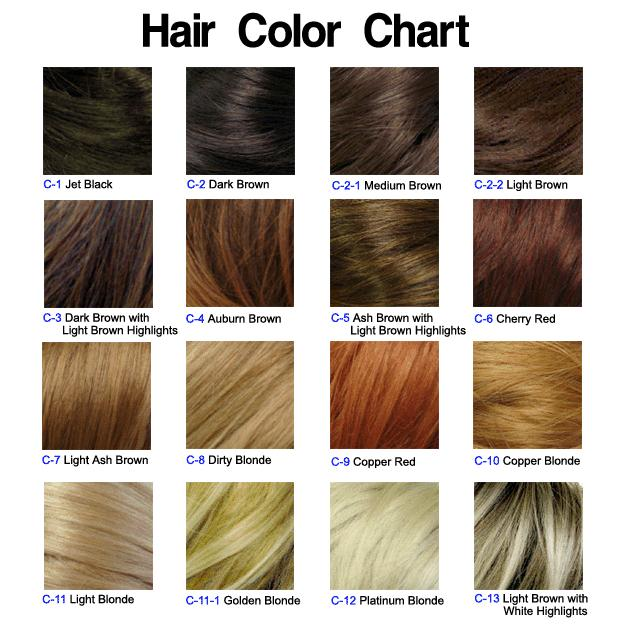 Hair Color Chart
C-1 Jet Black
C-2 Dark Brown
C-2-1 Medium Brown
C-2-2 Light Brown
C-3 Dark Brown with
Light Brown Highlights
C-4 Auburn Brown
C-5 Ash Brown with
Light Brown Highlights
C-6 Cherry Red
C-7 Light Ash Brown
C-8 Dirty Blonde
C-9 Copper Red
C-10 Copper Blonde
C-11 Light Blonde
C-11-1 Golden Blonde
C-12 Platinum Blonde
C-13 Light Brown with
White Highlights